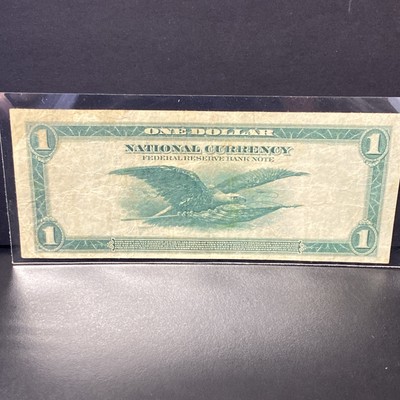 ONE DOLLAR
1 NATIONAL CURRENCY 1
FEDERAL RESERVE BANK NOTE
1 1